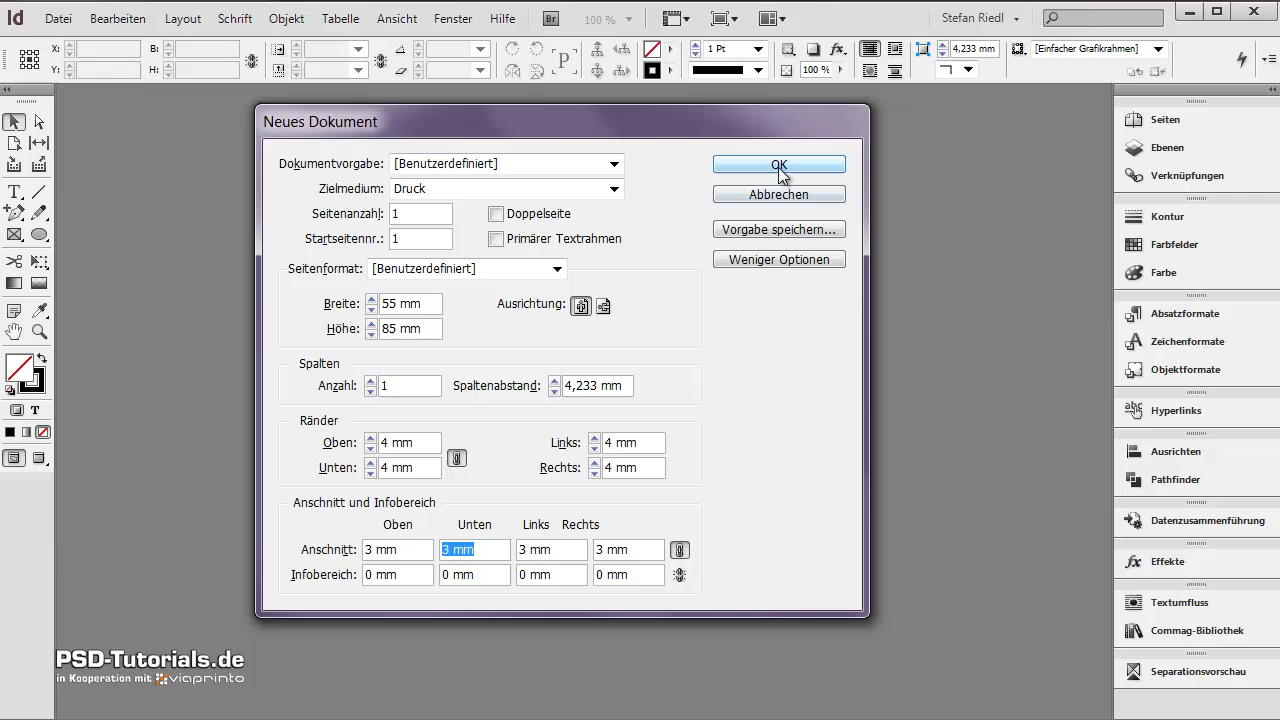 Id Datei Bearbeiten Layout Schrift Objekt Tabelle Ansicht Fenster Hilfe Br 100 % Stefan Riedl
X: B: 1 Pt 4,233 mm [Einfacher Grafikrahmen]
Y: H: P 100 %
Neues Dokument
Dokumentvorgabe: [Benutzerdefiniert] OK
Zielmedium: Druck Abbrechen
Seitenanzahl: 1 Doppelseite
Startseitennr.: 1 Primärer Textrahmen Vorgabe speichern...
Weniger Optionen
Seitenformat: [Benutzerdefiniert]
Breite: 55 mm Ausrichtung:
Höhe: 85 mm
Spalten
Anzahl: 1 Spaltenabstand: 4,233 mm
Ränder
Oben: 4 mm Links: 4 mm
Unten: 4 mm Rechts: 4 mm
Anschnitt und Infobereich
Oben Unten Links Rechts
Anschnitt: 3 mm 3 mm 3 mm 3 mm
Infobereich: 0 mm 0 mm 0 mm 0 mm
Seiten
Ebenen
Verknüpfungen
Kontur
Farbfelder
Farbe
Absatzformate
Zeichenformate
Objektformate
Hyperlinks
Ausrichten
Pathfinder
Datenzusammenführung
Effekte
Textumfluss
Commag-Bibliothek
Separationsvorschau
PSD-Tutorials.de
in Kooperation mit viaprinto